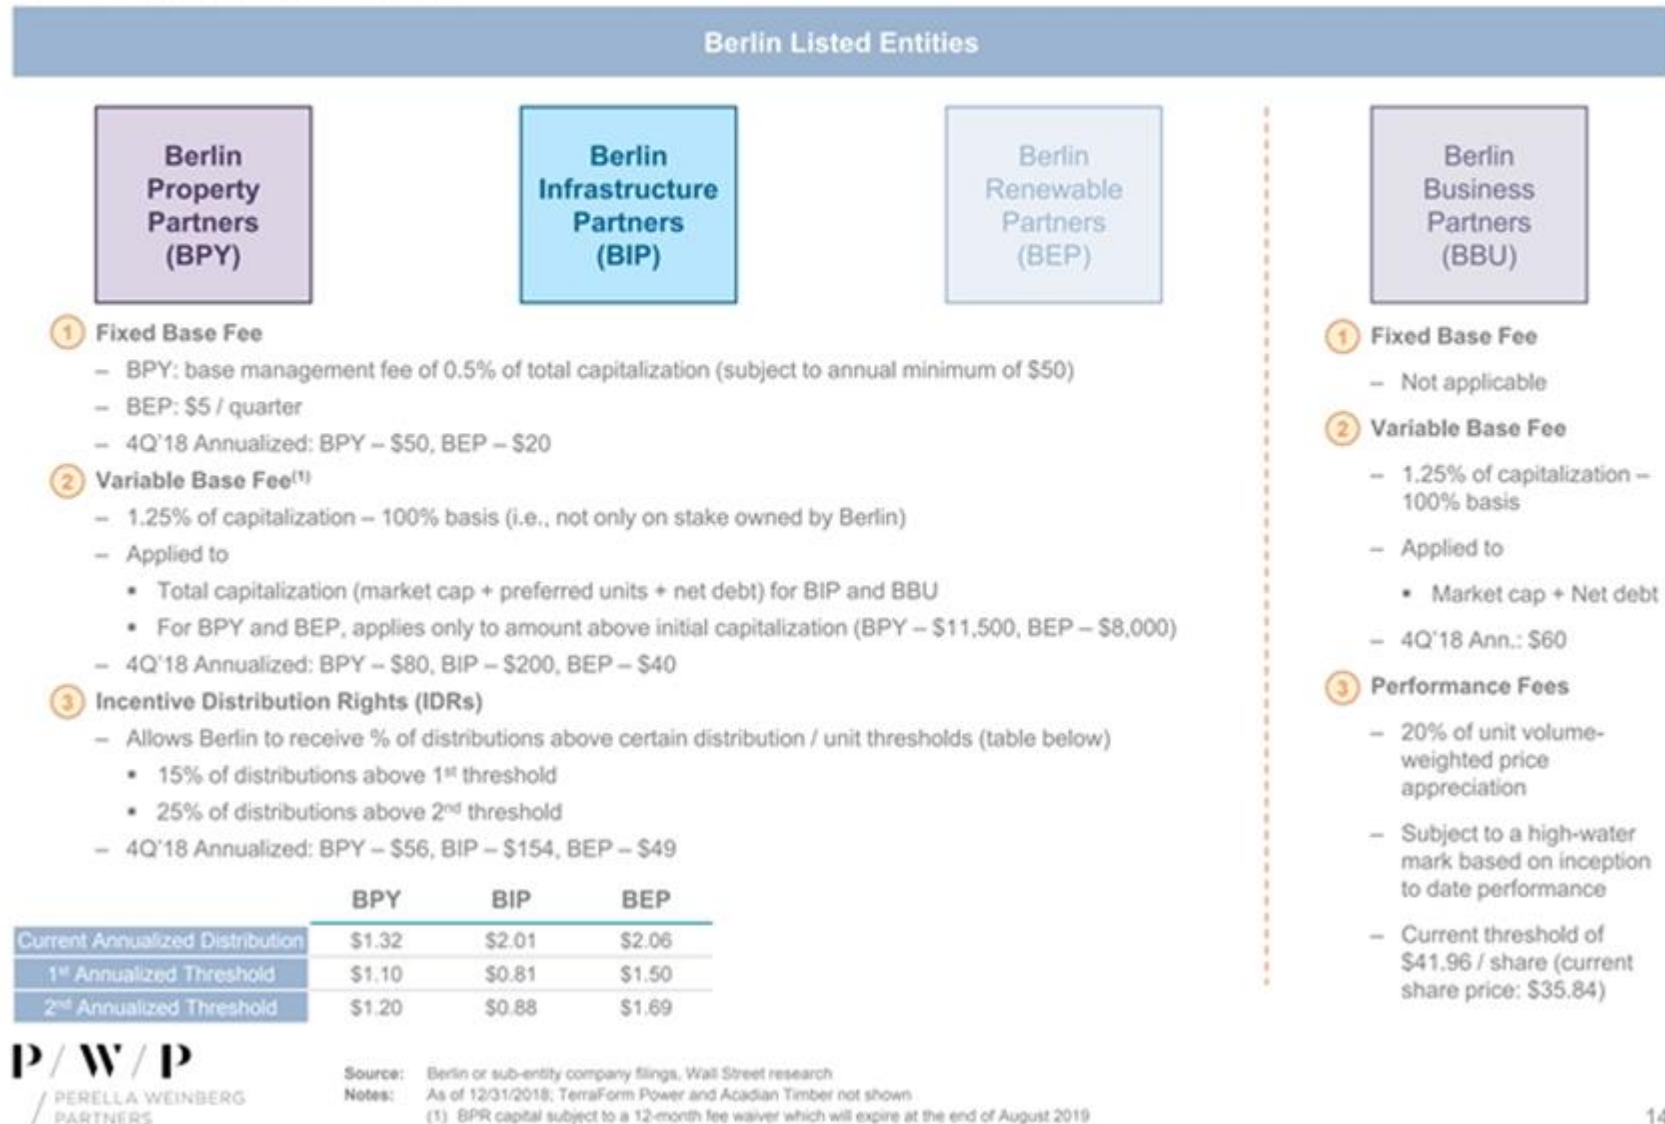 Berlin Listed Entities
Berlin
Property
Partners
(BPY)
Berlin
Infrastructure
Partners
(BIP)
Berlin
Renewable
Partners
(BEP)
Berlin
Business
Partners
(BBU)
1 Fixed Base Fee
– BPY: base management fee of 0.5% of total capitalization (subject to annual minimum of $50)
– BEP: $5 / quarter
– 4Q'18 Annualized: BPY – $50, BEP – $20
2 Variable Base Fee(1)
– 1.25% of capitalization – 100% basis (i.e., not only on stake owned by Berlin)
– Applied to
▪ Total capitalization (market cap + preferred units + net debt) for BIP and BBU
▪ For BPY and BEP, applies only to amount above initial capitalization (BPY – $11,500, BEP – $8,000)
– 4Q'18 Annualized: BPY – $80, BIP – $200, BEP – $40
3 Incentive Distribution Rights (IDRs)
– Allows Berlin to receive % of distributions above certain distribution / unit thresholds (table below)
▪ 15% of distributions above 1st threshold
▪ 25% of distributions above 2nd threshold
– 4Q'18 Annualized: BPY – $56, BIP – $154, BEP – $49
BPY BIP BEP
Current Annualized Distribution $1.32 $2.01 $2.06
1st Annualized Threshold $1.10 $0.81 $1.50
2nd Annualized Threshold $1.20 $0.88 $1.69
1 Fixed Base Fee
– Not applicable
2 Variable Base Fee
– 1.25% of capitalization –
100% basis
– Applied to
▪ Market cap + Net debt
– 4Q'18 Ann.: $60
3 Performance Fees
– 20% of unit volume-
weighted price
appreciation
– Subject to a high-water
mark based on inception
to date performance
– Current threshold of
$41.96 / share (current
share price: $35.84)
P / W / P
/ PERELLA WEINBERG
PARTNERS
Source: Berlin or sub-entity company filings, Wall Street research
Notes: As of 12/31/2018; TerraForm Power and Acadian Timber not shown
(1) BPR capital subject to a 12-month fee waiver which will expire at the end of August 2019
14